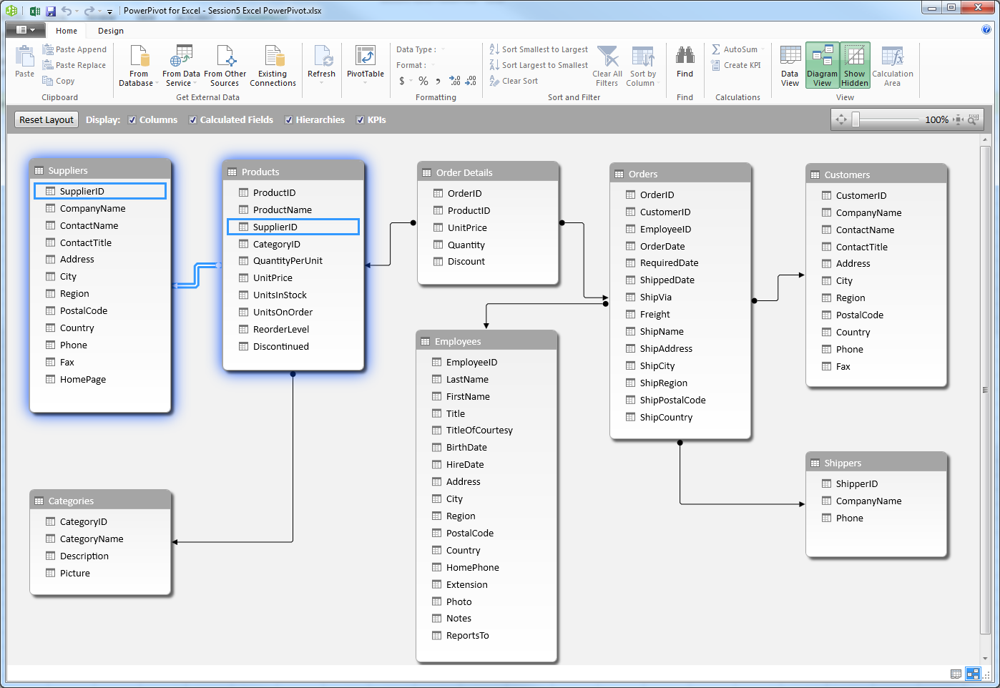 PowerPivot for Excel - Session5 Excel PowerPivot.xlsx
Home Design
Paste
Paste Append
Paste Replace
Copy
Clipboard
From Database
From Data Service
From Other Sources
Existing Connections
Get External Data
Refresh
PivotTable
Data Type :
Format :
$ % , .00 .00
Formatting
Sort Smallest to Largest
Sort Largest to Smallest
Clear Sort
Clear All Filters
Sort by Column
Sort and Filter
Find
Find
AutoSum
Create KPI
Calculations
Data View
Diagram View
Show Hidden
Calculation Area
View
Reset Layout Display: Columns Calculated Fields Hierarchies KPIs 100%
Suppliers
SupplierID
CompanyName
ContactName
ContactTitle
Address
City
Region
PostalCode
Country
Phone
Fax
HomePage
Products
ProductID
ProductName
SupplierID
CategoryID
QuantityPerUnit
UnitPrice
UnitsInStock
UnitsOnOrder
ReorderLevel
Discontinued
Order Details
OrderID
ProductID
UnitPrice
Quantity
Discount
Orders
OrderID
CustomerID
EmployeeID
OrderDate
RequiredDate
ShippedDate
ShipVia
Freight
ShipName
ShipAddress
ShipCity
ShipRegion
ShipPostalCode
ShipCountry
Customers
CustomerID
CompanyName
ContactName
ContactTitle
Address
City
Region
PostalCode
Country
Phone
Fax
Employees
EmployeeID
LastName
FirstName
Title
TitleOfCourtesy
BirthDate
HireDate
Address
City
Region
PostalCode
Country
HomePhone
Extension
Photo
Notes
ReportsTo
Categories
CategoryID
CategoryName
Description
Picture
Shippers
ShipperID
CompanyName
Phone